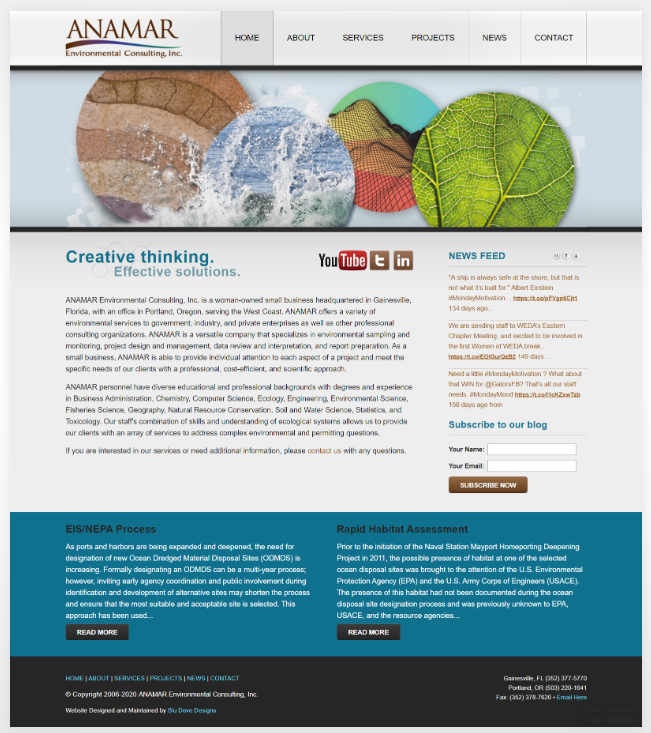 ANAMAR
Environmental Consulting, Inc.
HOME
ABOUT
SERVICES
PROJECTS
NEWS
CONTACT
Creative thinking.
Effective solutions.
YouTube
ANAMAR Environmental Consulting, Inc. is a woman-owned small business headquartered in Gainesville,
Florida, with an office in Portland, Oregon, serving the West Coast. ANAMAR offers a variety of
environmental services to government, industry, and private enterprises as well as other professional
consulting organizations. ANAMAR is a versatile company that specializes in environmental sampling and
monitoring, project design and management, data review and interpretation, and report preparation. As a
small business, ANAMAR is able to provide individual attention to each aspect of a project and meet the
specific needs of our clients with a professional, cost-efficient, and scientific approach.
ANAMAR personnel have diverse educational and professional backgrounds with degrees and experience
in Business Administration, Chemistry, Computer Science, Ecology, Engineering, Environmental Science,
Fisheries Science, Geography, Natural Resource Conservation, Soil and Water Science, Statistics, and
Toxicology. Our staff's combination of skills and understanding of ecological systems allows us to provide
our clients with an array of services to address complex environmental and permitting questions.
If you are interested in our services or need additional information, please contact us with any questions.
NEWS FEED
"A ship is always safe at the shore, but that is
not what it's built for." Albert Einstein
#MondayMotivation…
134 days ago…
We are sending staff to WEDA's Eastern
Chapter Meeting, and excited to be involved in
the first Women of WEDA break…
149 days…
Need a little #MondayMotivation ? What about
that WIN for @GatorsFB? That's all our staff
needs. #MondayMood
156 days ago from
Subscribe to our blog
Your Name:
Your Email:
SUBSCRIBE NOW
EIS/NEPA Process
As ports and harbors are being expanded and deepened, the need for
designation of new Ocean Dredged Material Disposal Sites (ODMDS) is
increasing. Formally designating an ODMDS can be a multi-year process;
however, inviting early agency coordination and public involvement during
identification and development of alternative sites may shorten the process
and ensure that the most suitable and acceptable site is selected. This
approach has been used...
READ MORE
Rapid Habitat Assessment
Prior to the initiation of the Naval Station Mayport Homeporting Deepening
Project in 2011, the possible presence of habitat at one of the selected
ocean disposal sites was brought to the attention of the U.S. Environmental
Protection Agency (EPA) and the U.S. Army Corps of Engineers (USACE).
The presence of this habitat had not been documented during the ocean
disposal site designation process and was previously unknown to EPA,
USACE, and the resource agencies...
READ MORE
HOME | ABOUT | SERVICES | PROJECTS | NEWS | CONTACT
© Copyright 2006-2020 ANAMAR Environmental Consulting, Inc.
Website Designed and Maintained by Blu Dove Designs
Gainesville, FL (352) 377-5770
Portland, OR (503) 220-1641
Fax: (352) 378-7620 • Email Here